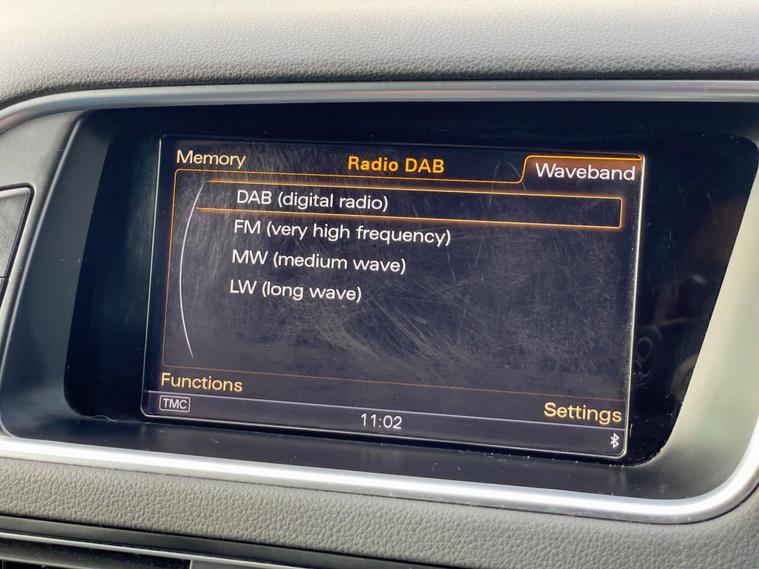 Memory
Radio DAB
Waveband
DAB (digital radio)
FM (very high frequency)
MW (medium wave)
LW (long wave)
Functions
Settings
TMC
11:02